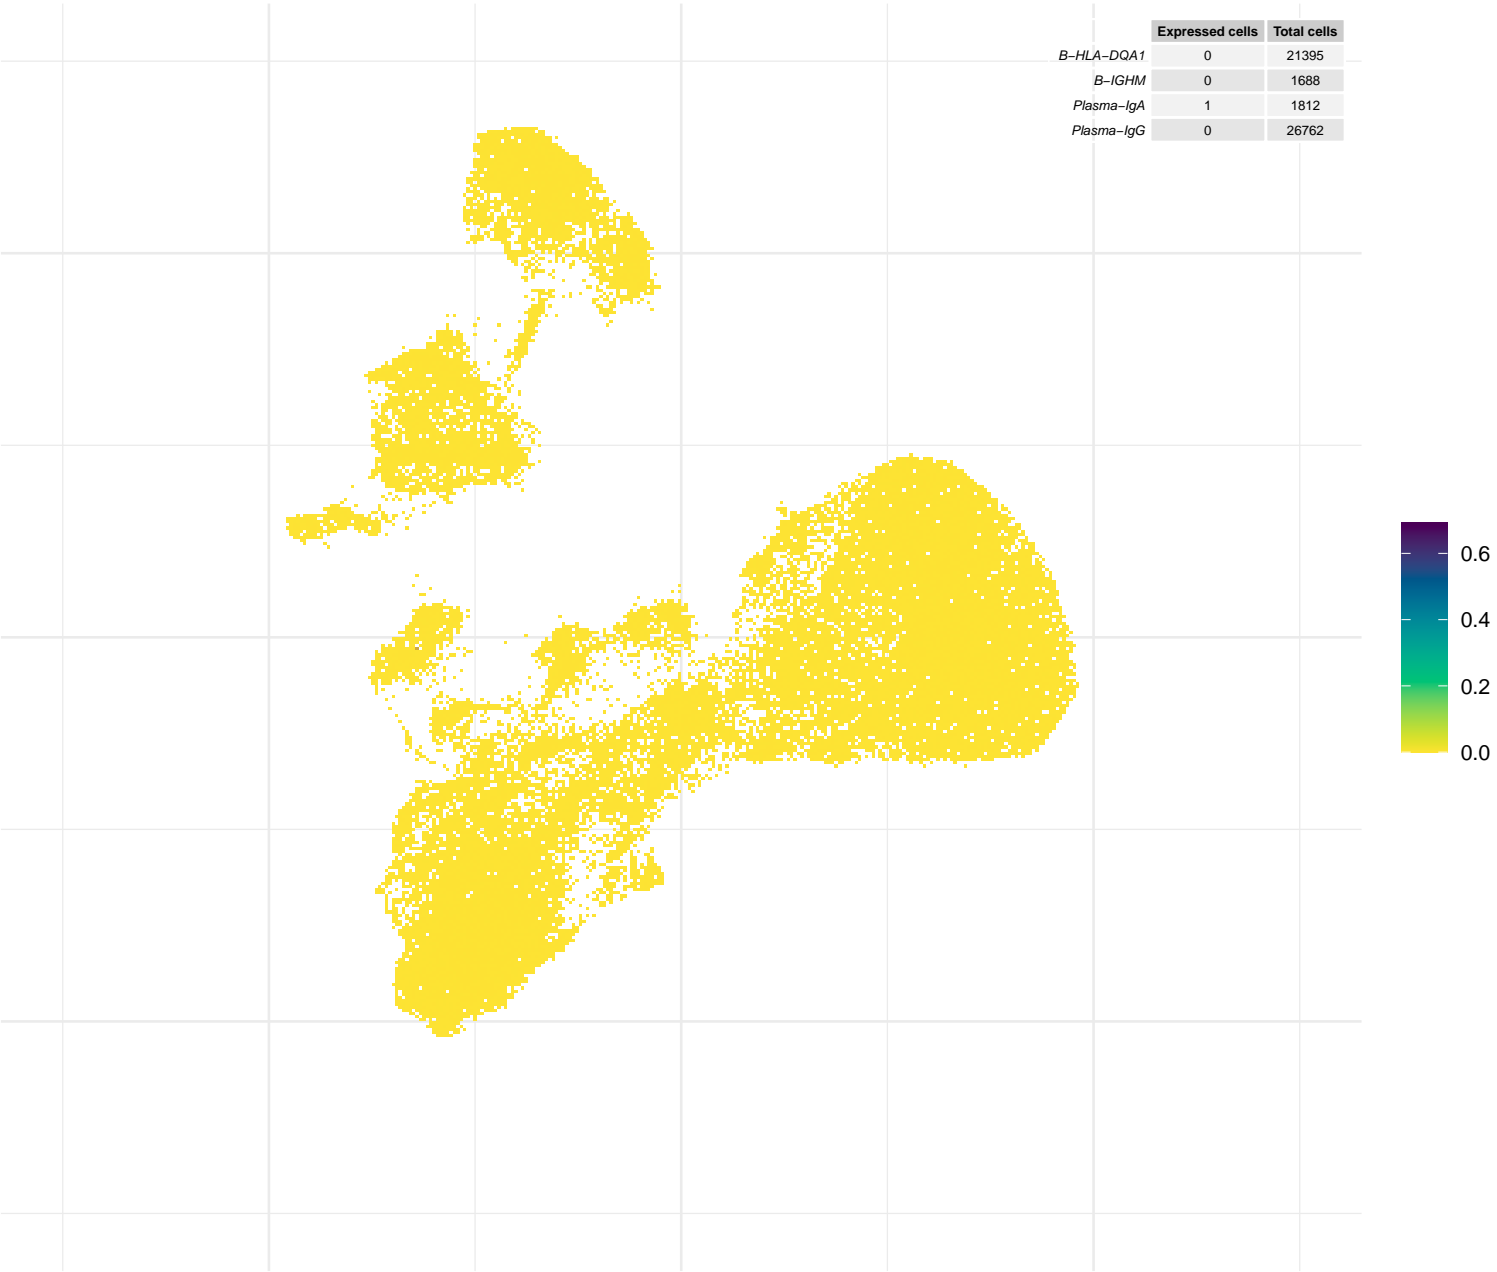 Expressed cells Total cells
B−HLA−DQA1 0 21395
B−IGHM 0 1688
Plasma−IgA 1 1812
Plasma−IgG 0 26762
0.6
0.4
0.2
0.0